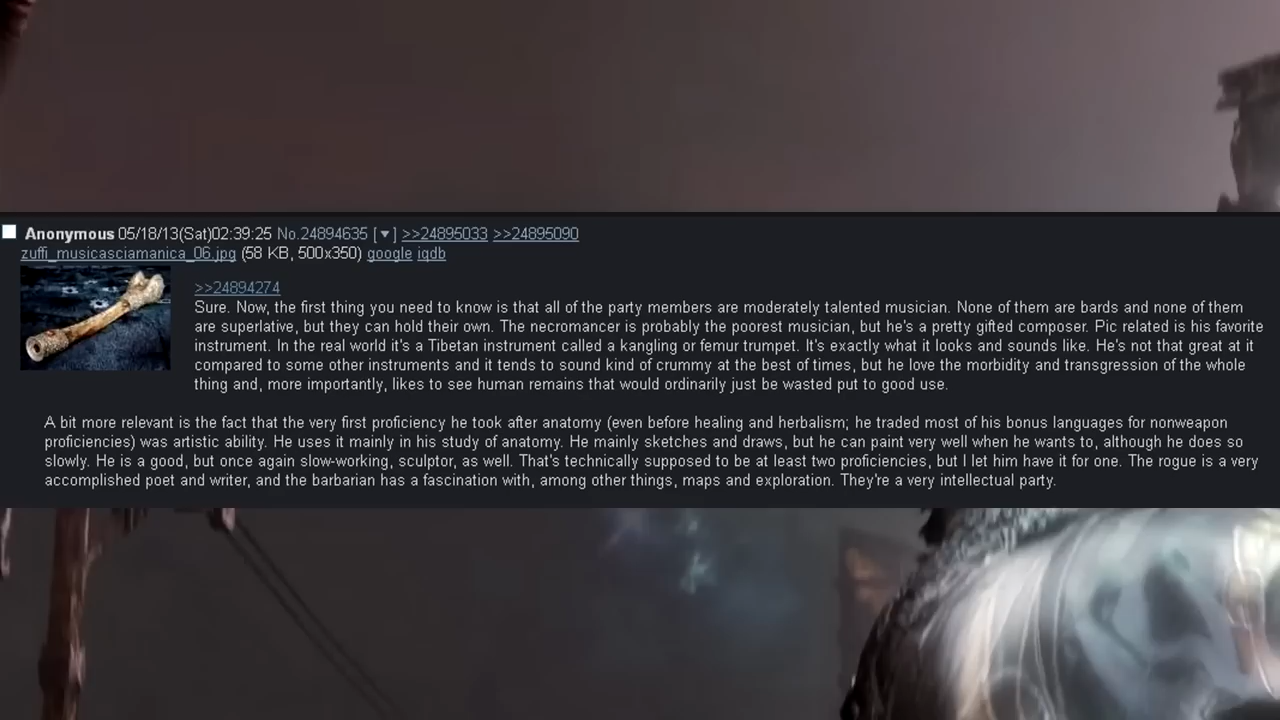 Anonymous 05/18/13(Sat)02:39:25 No.24894635 [▼] >>24895033 >>24895090
zuffi_musicasciamanica_06.jpg (58 KB, 500x350) google iqdb
>>24894274
Sure. Now, the first thing you need to know is that all of the party members are moderately talented musician. None of them are bards and none of them
are superlative, but they can hold their own. The necromancer is probably the poorest musician, but he's a pretty gifted composer. Pic related is his favorite
instrument. In the real world it's a Tibetan instrument called a kangling or femur trumpet. It's exactly what it looks and sounds like. He's not that great at it
compared to some other instruments and it tends to sound kind of crummy at the best of times, but he love the morbidity and transgression of the whole
thing and, more importantly, likes to see human remains that would ordinarily just be wasted put to good use.
A bit more relevant is the fact that the very first proficiency he took after anatomy (even before healing and herbalism; he traded most of his bonus languages for nonweapon
proficiencies) was artistic ability. He uses it mainly in his study of anatomy. He mainly sketches and draws, but he can paint very well when he wants to, although he does so
slowly. He is a good, but once again slow-working, sculptor, as well. That's technically supposed to be at least two proficiencies, but I let him have it for one. The rogue is a very
accomplished poet and writer, and the barbarian has a fascination with, among other things, maps and exploration. They're a very intellectual party.